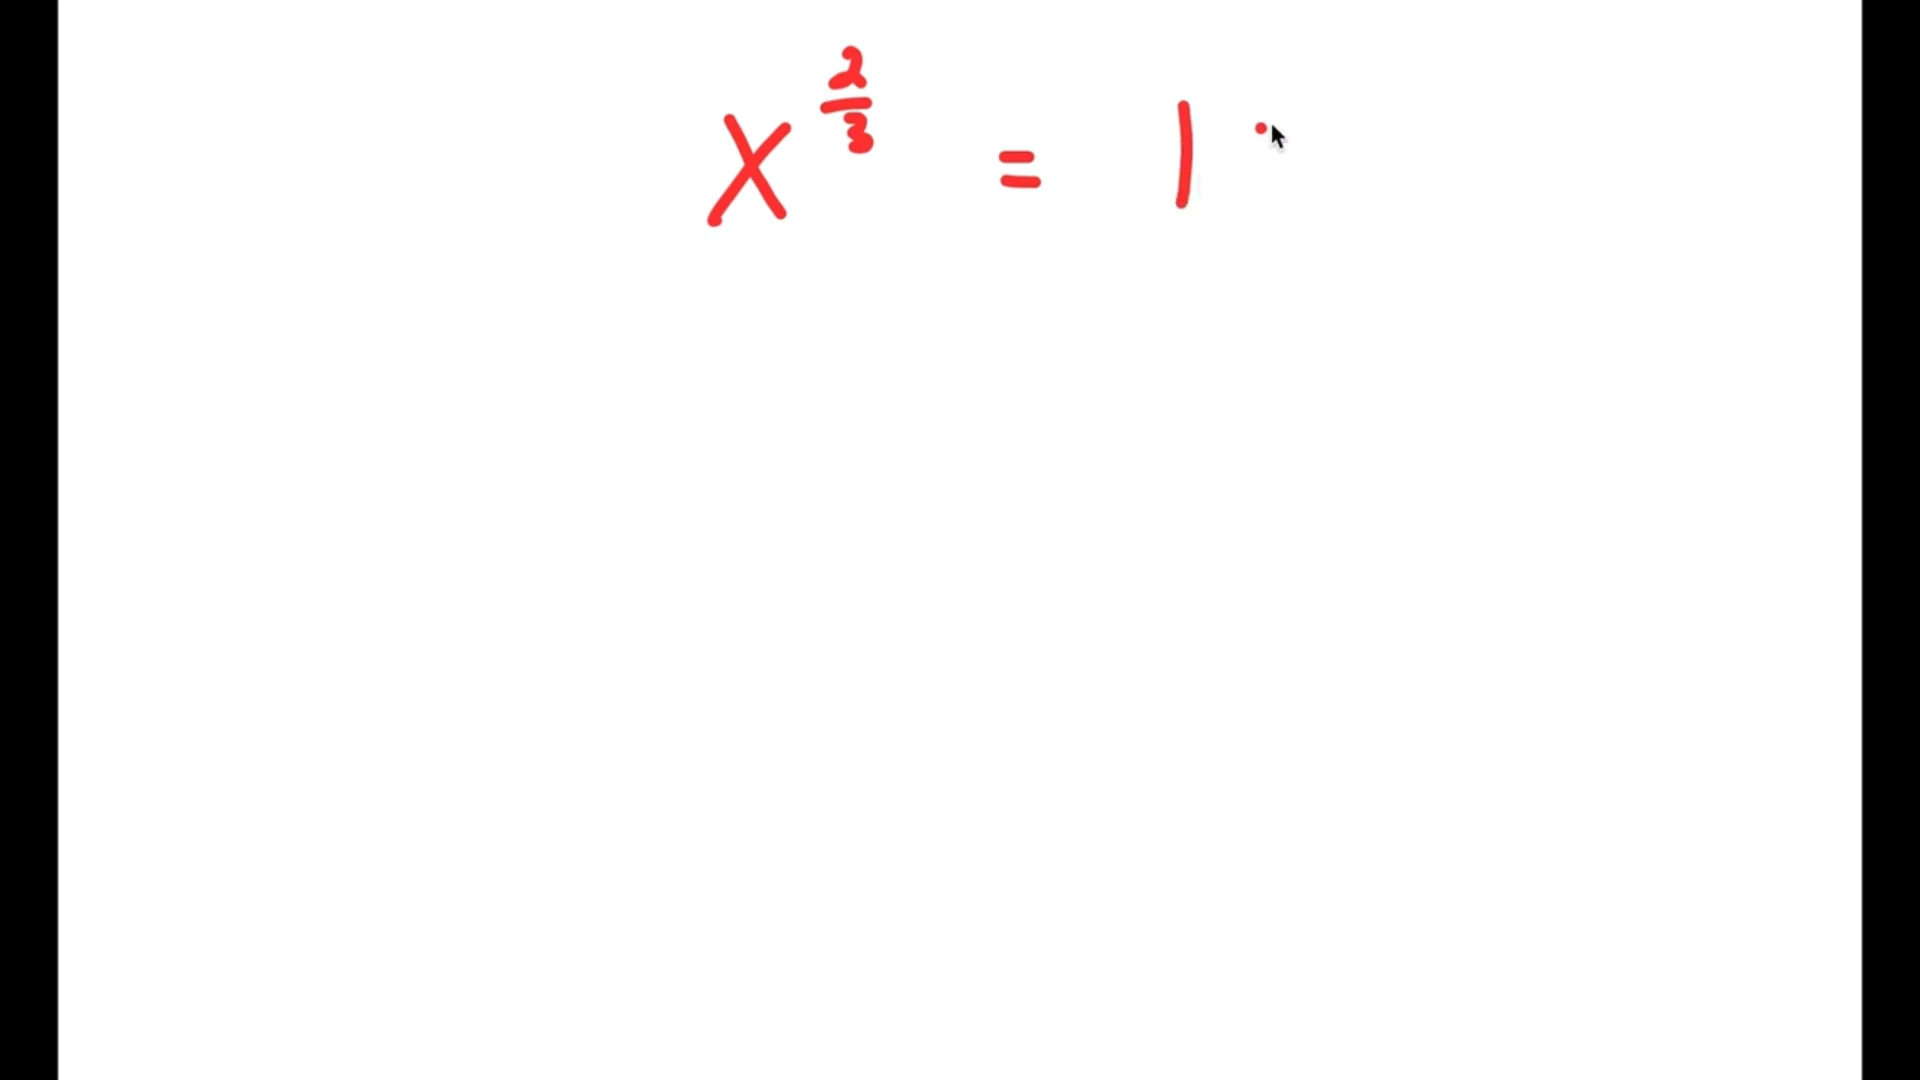 x^{2/3} = 1